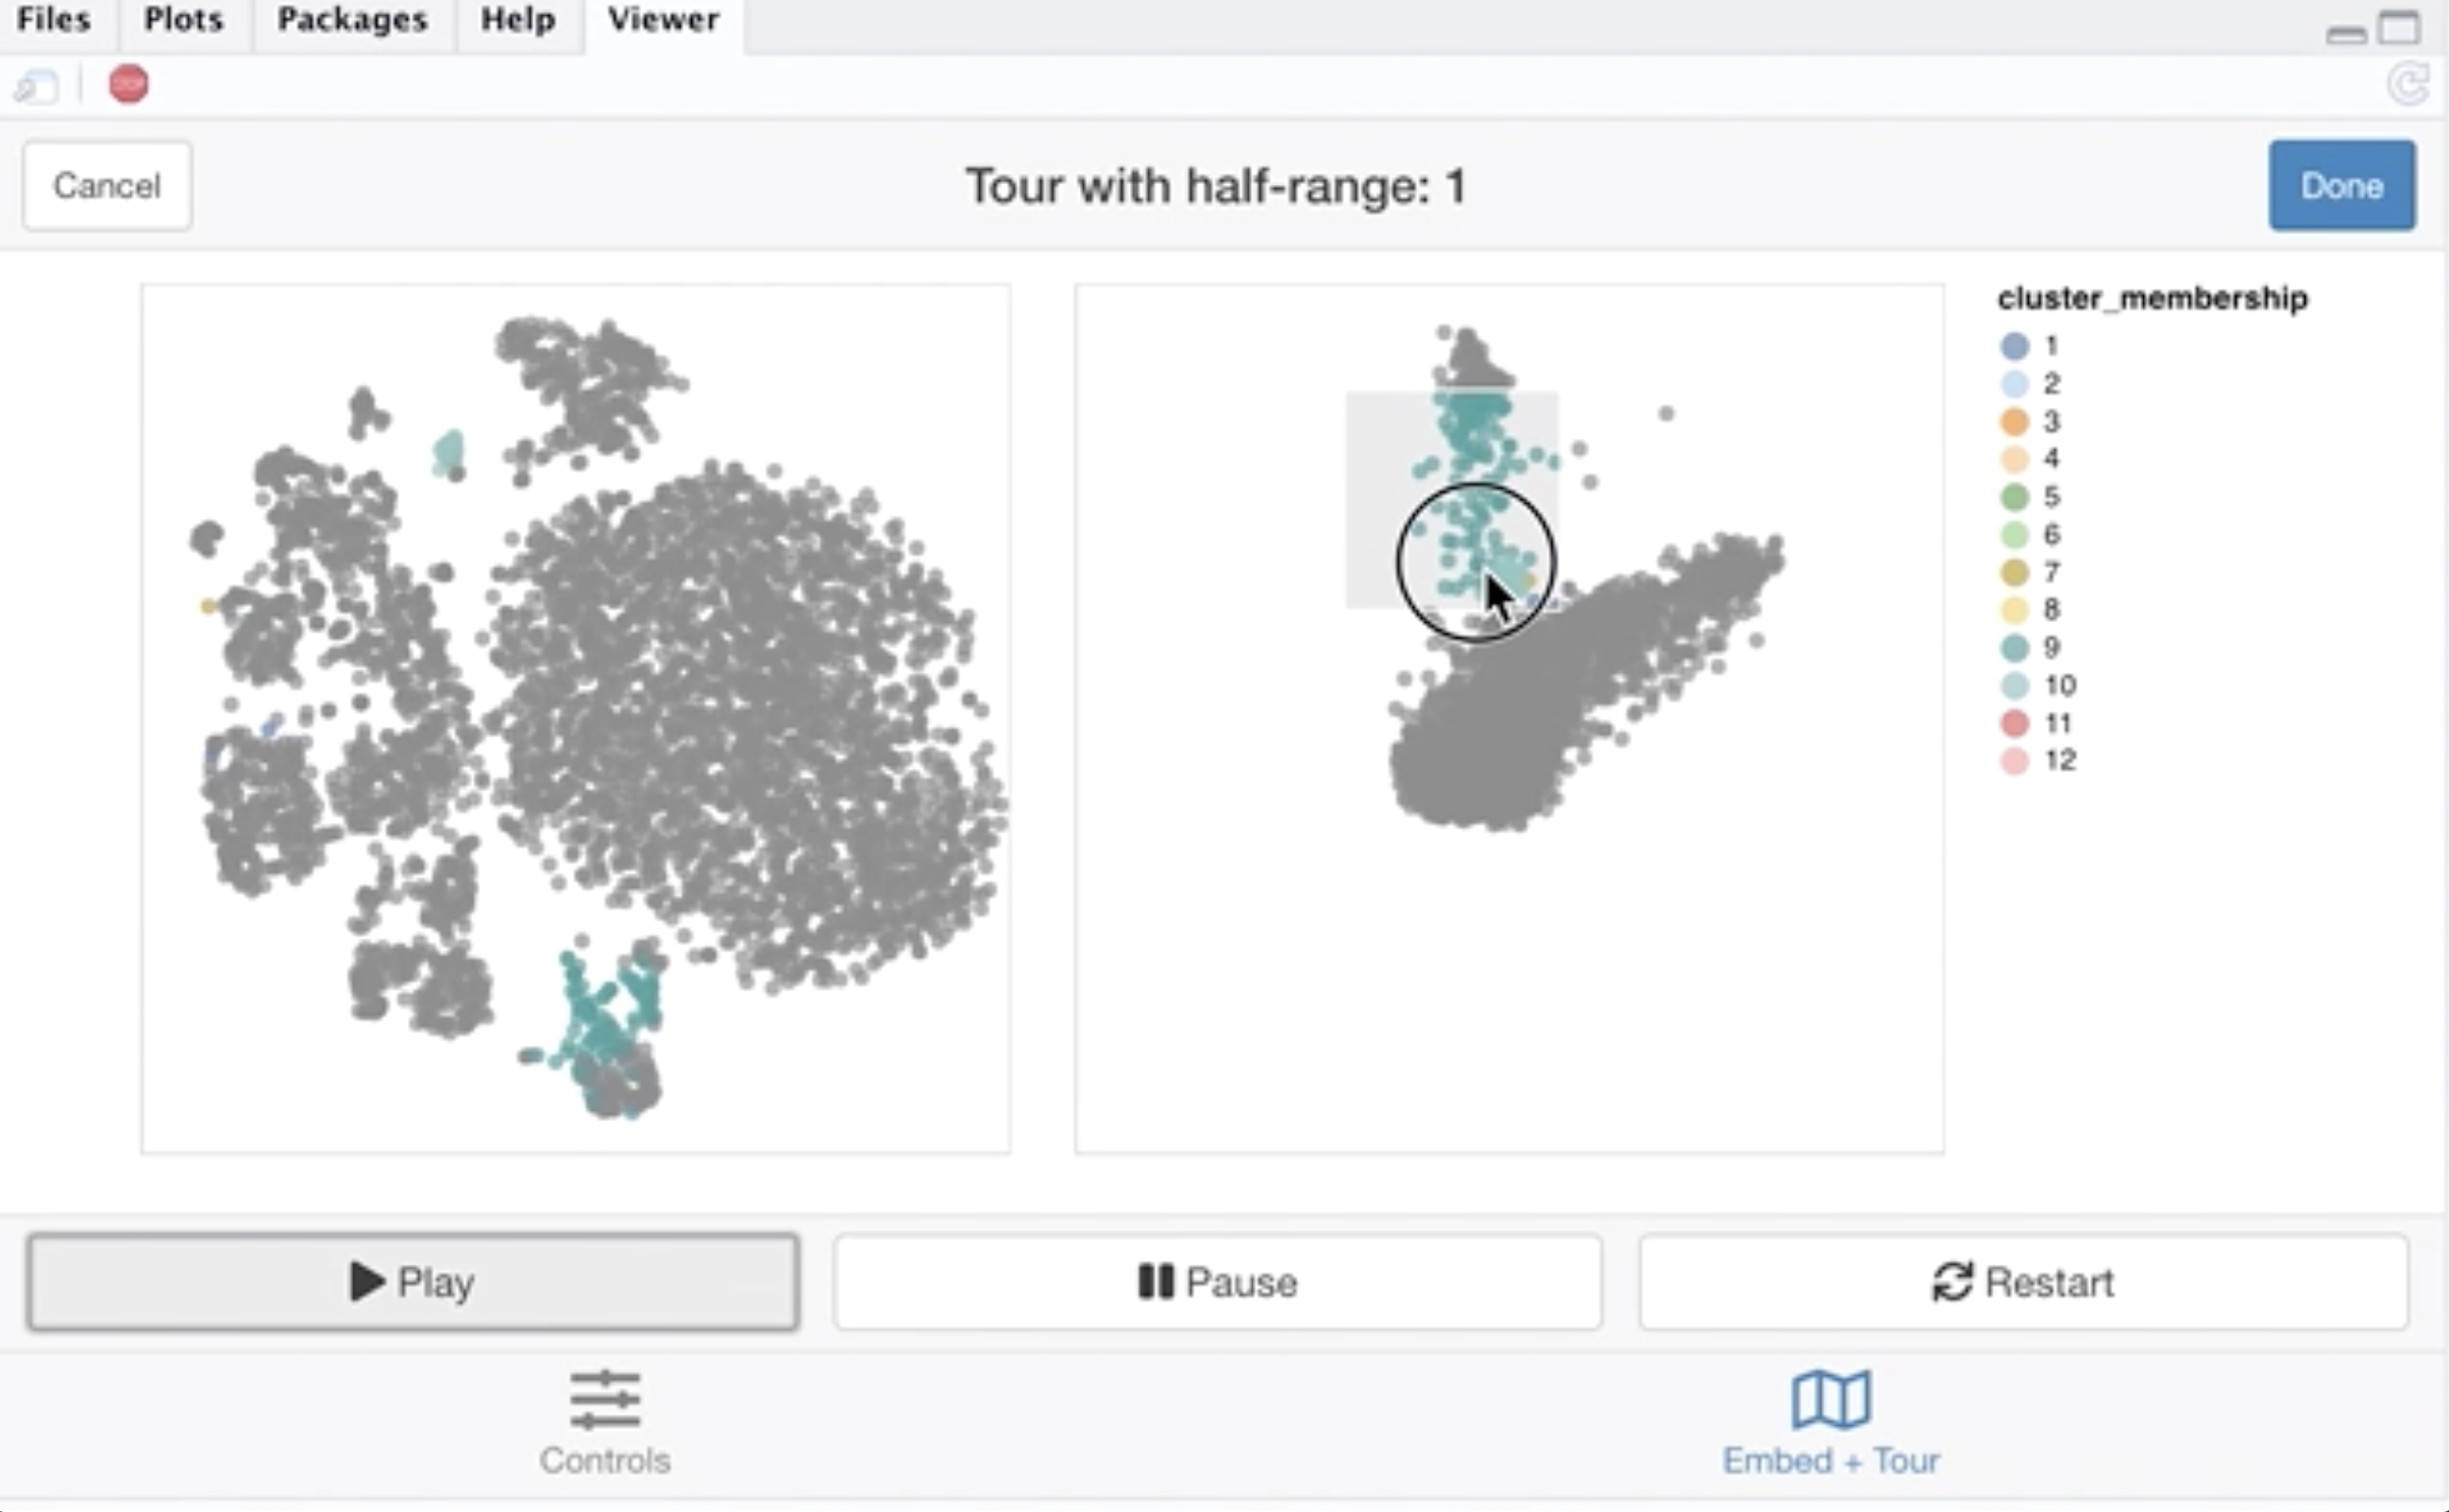 Files Plots Packages Help Viewer
STOP
Cancel Tour with half-range: 1 Done
cluster_membership
1
2
3
4
5
6
7
8
9
10
11
12
Play Pause Restart
Controls Embed + Tour